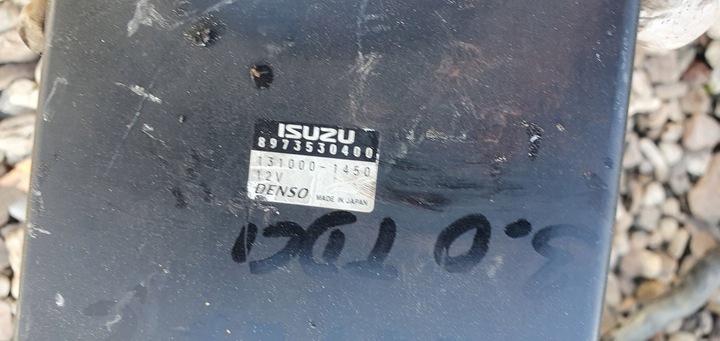 ISUZU
8973530400
131000-1450
12V
DENSO MADE IN JAPAN
3.0 TDCI